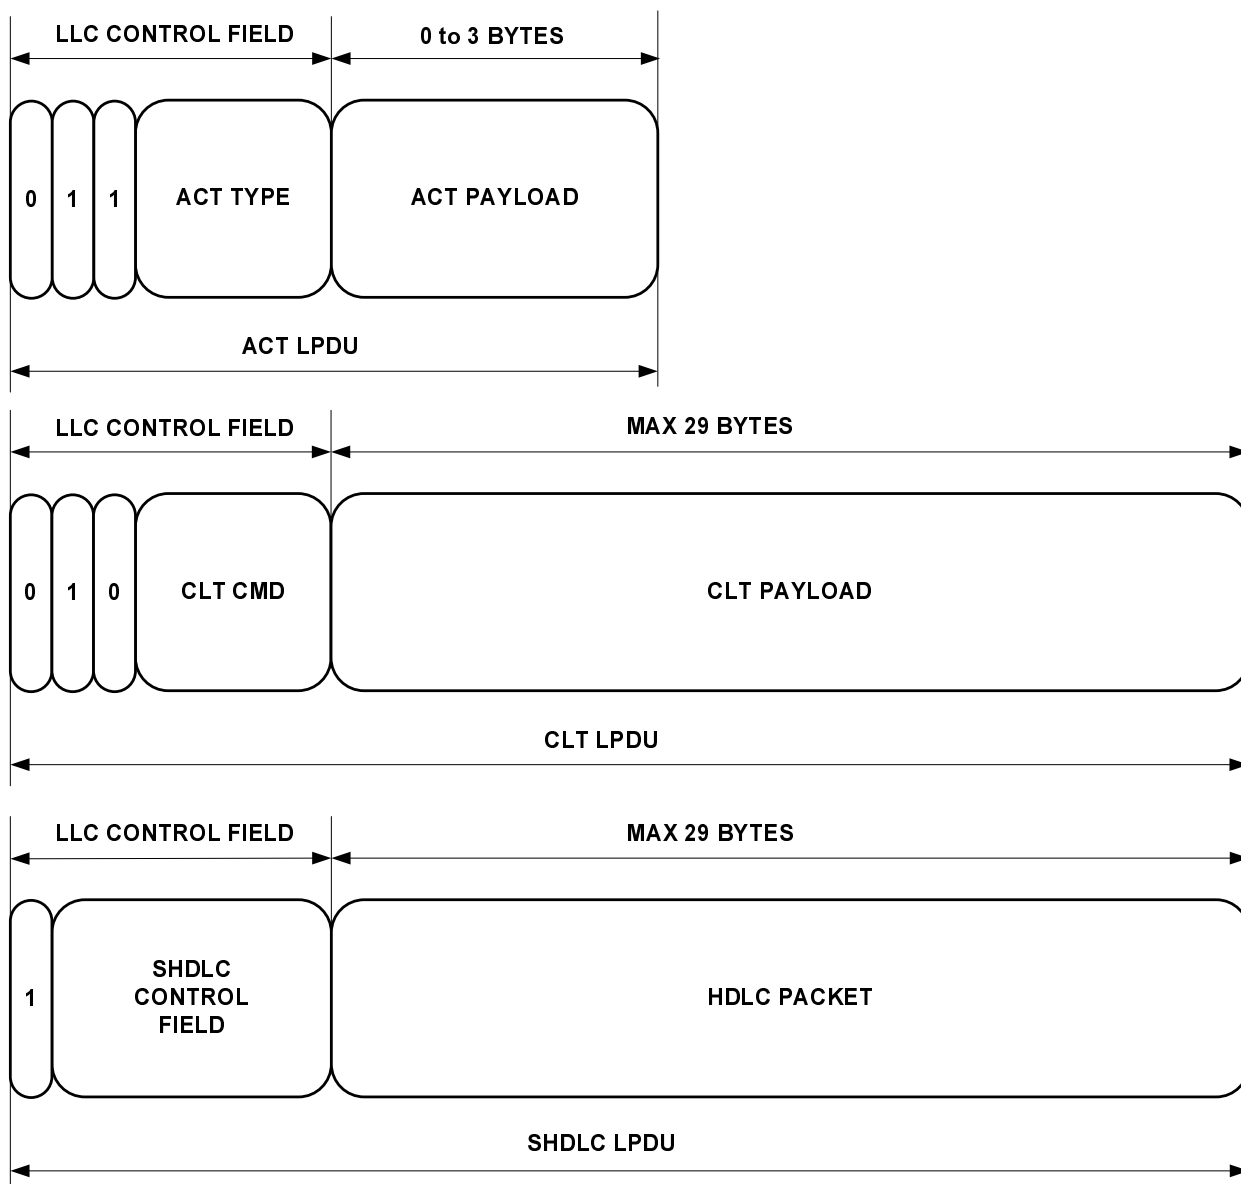 LLC CONTROL FIELD
0 to 3 BYTES
0
1
1
ACT TYPE
ACT PAYLOAD
ACT LPDU
LLC CONTROL FIELD
MAX 29 BYTES
0
1
0
CLT CMD
CLT PAYLOAD
CLT LPDU
LLC CONTROL FIELD
MAX 29 BYTES
1
SHDLC
CONTROL
FIELD
HDLC PACKET
SHDLC LPDU